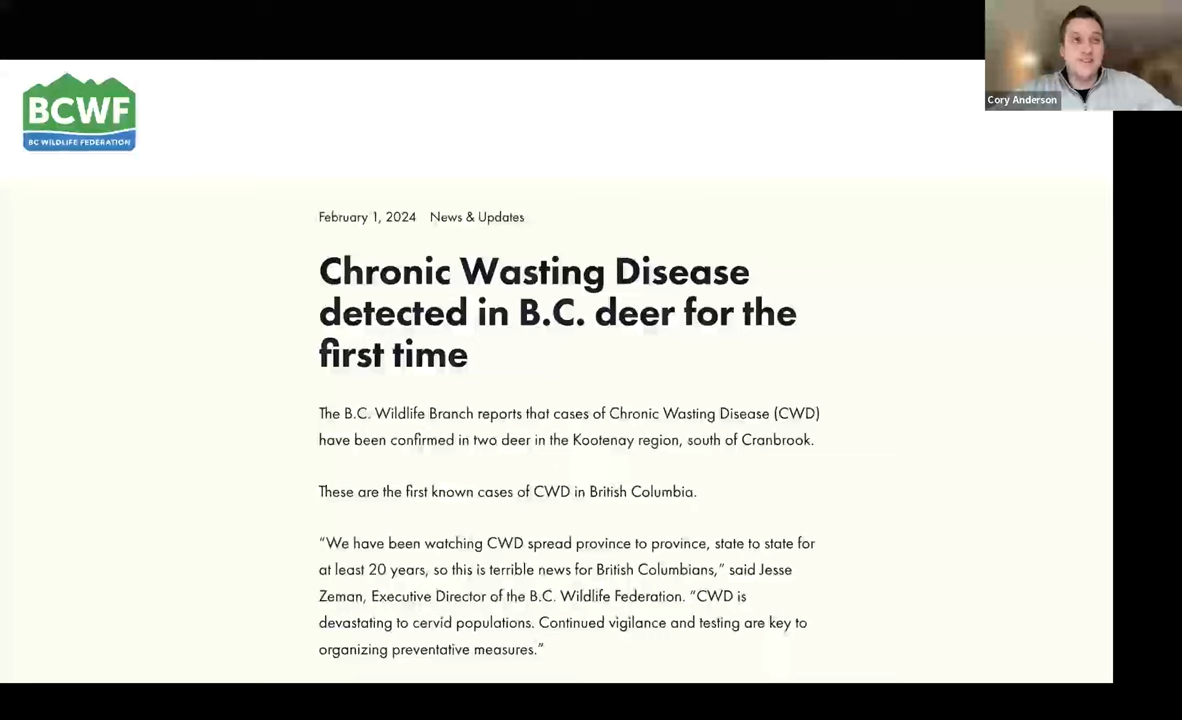 BCWF
BC WILDLIFE FEDERATION
Cory Anderson
February 1, 2024 News & Updates
Chronic Wasting Disease
detected in B.C. deer for the
first time
The B.C. Wildlife Branch reports that cases of Chronic Wasting Disease (CWD)
have been confirmed in two deer in the Kootenay region, south of Cranbrook.
These are the first known cases of CWD in British Columbia.
“We have been watching CWD spread province to province, state to state for
at least 20 years, so this is terrible news for British Columbians,” said Jesse
Zeman, Executive Director of the B.C. Wildlife Federation. “CWD is
devastating to cervid populations. Continued vigilance and testing are key to
organizing preventative measures.”